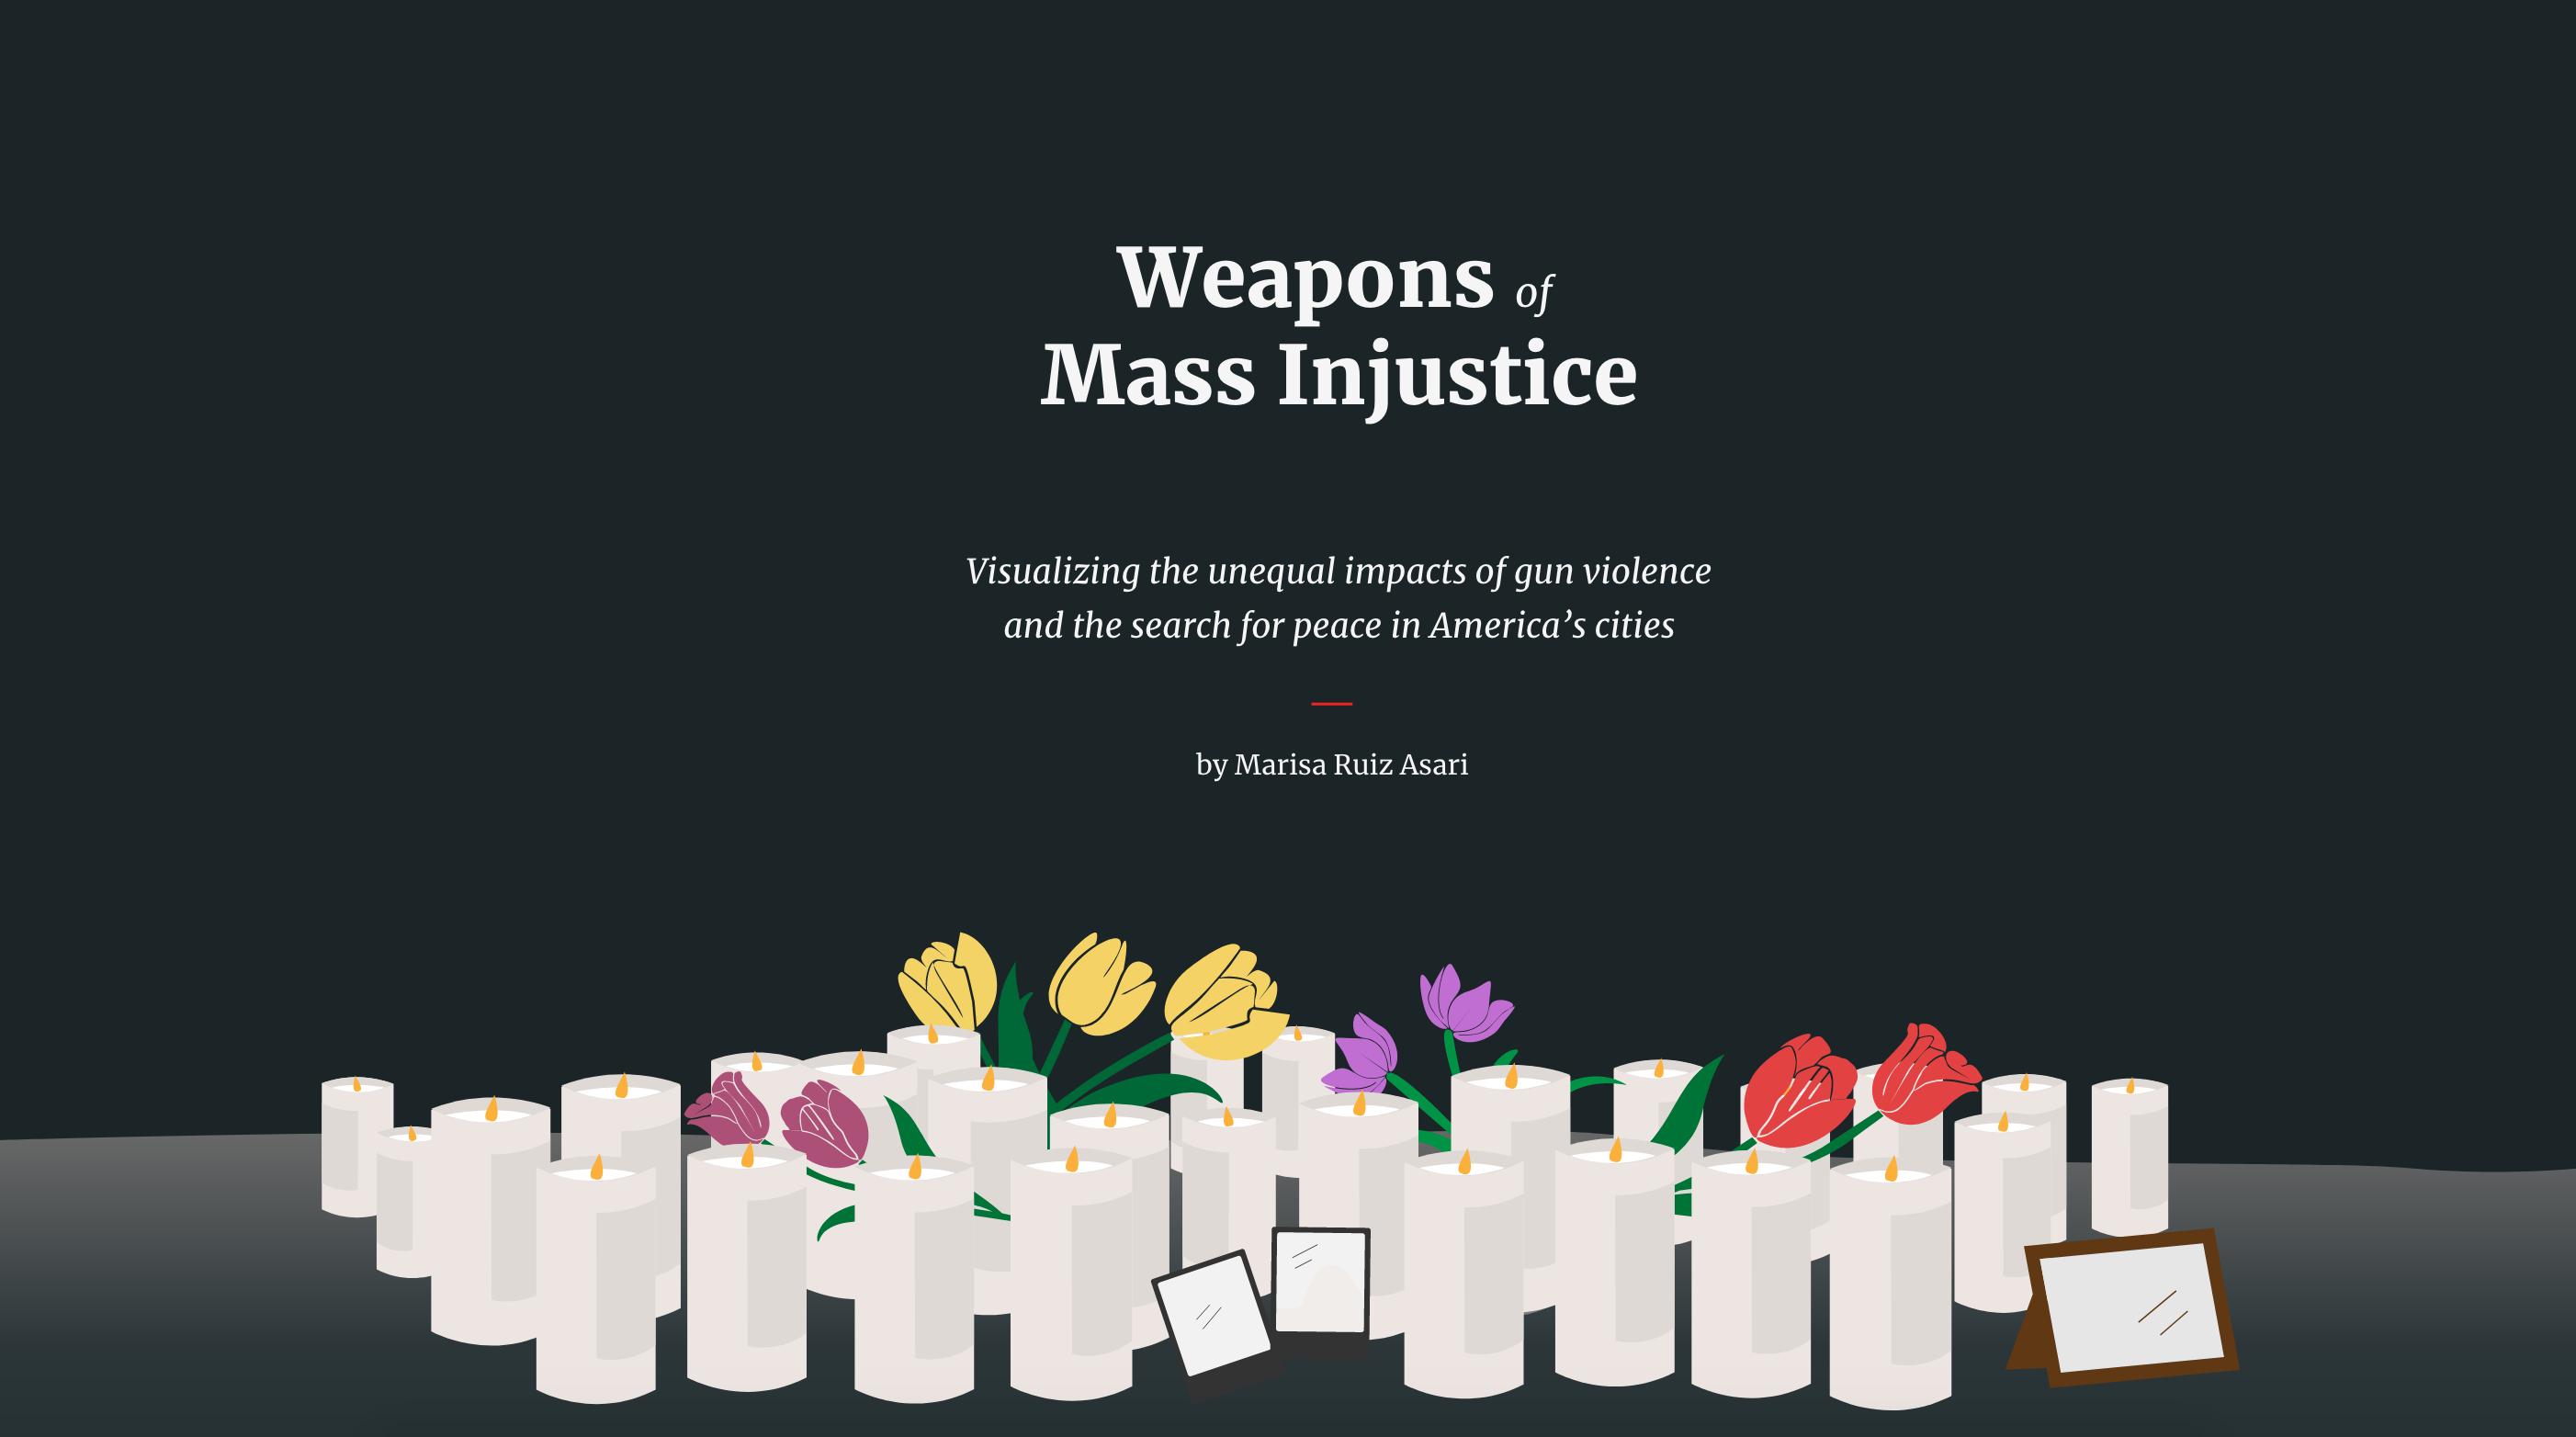 Weapons of
Mass Injustice
Visualizing the unequal impacts of gun violence
and the search for peace in America’s cities
by Marisa Ruiz Asari